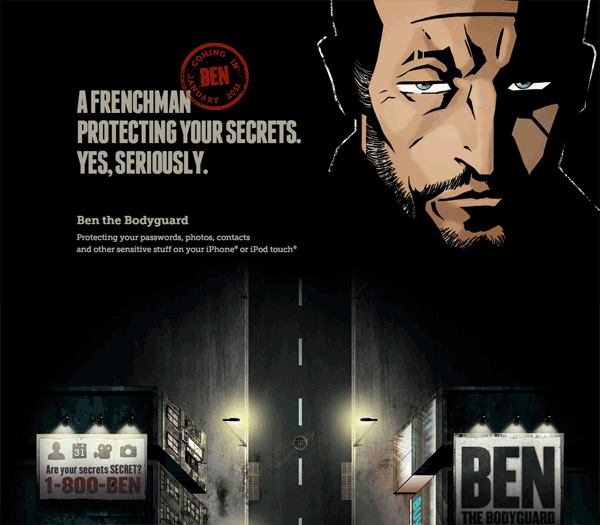 COMING IN
BEN
JANUARY 2011
A FRENCHMAN
PROTECTING YOUR SECRETS.
YES, SERIOUSLY.
Ben the Bodyguard
Protecting your passwords, photos, contacts
and other sensitive stuff on your iPhone® or iPod touch®
31
Are your secrets SECRET?
1-800-BEN
BEN
THE BODYGUARD